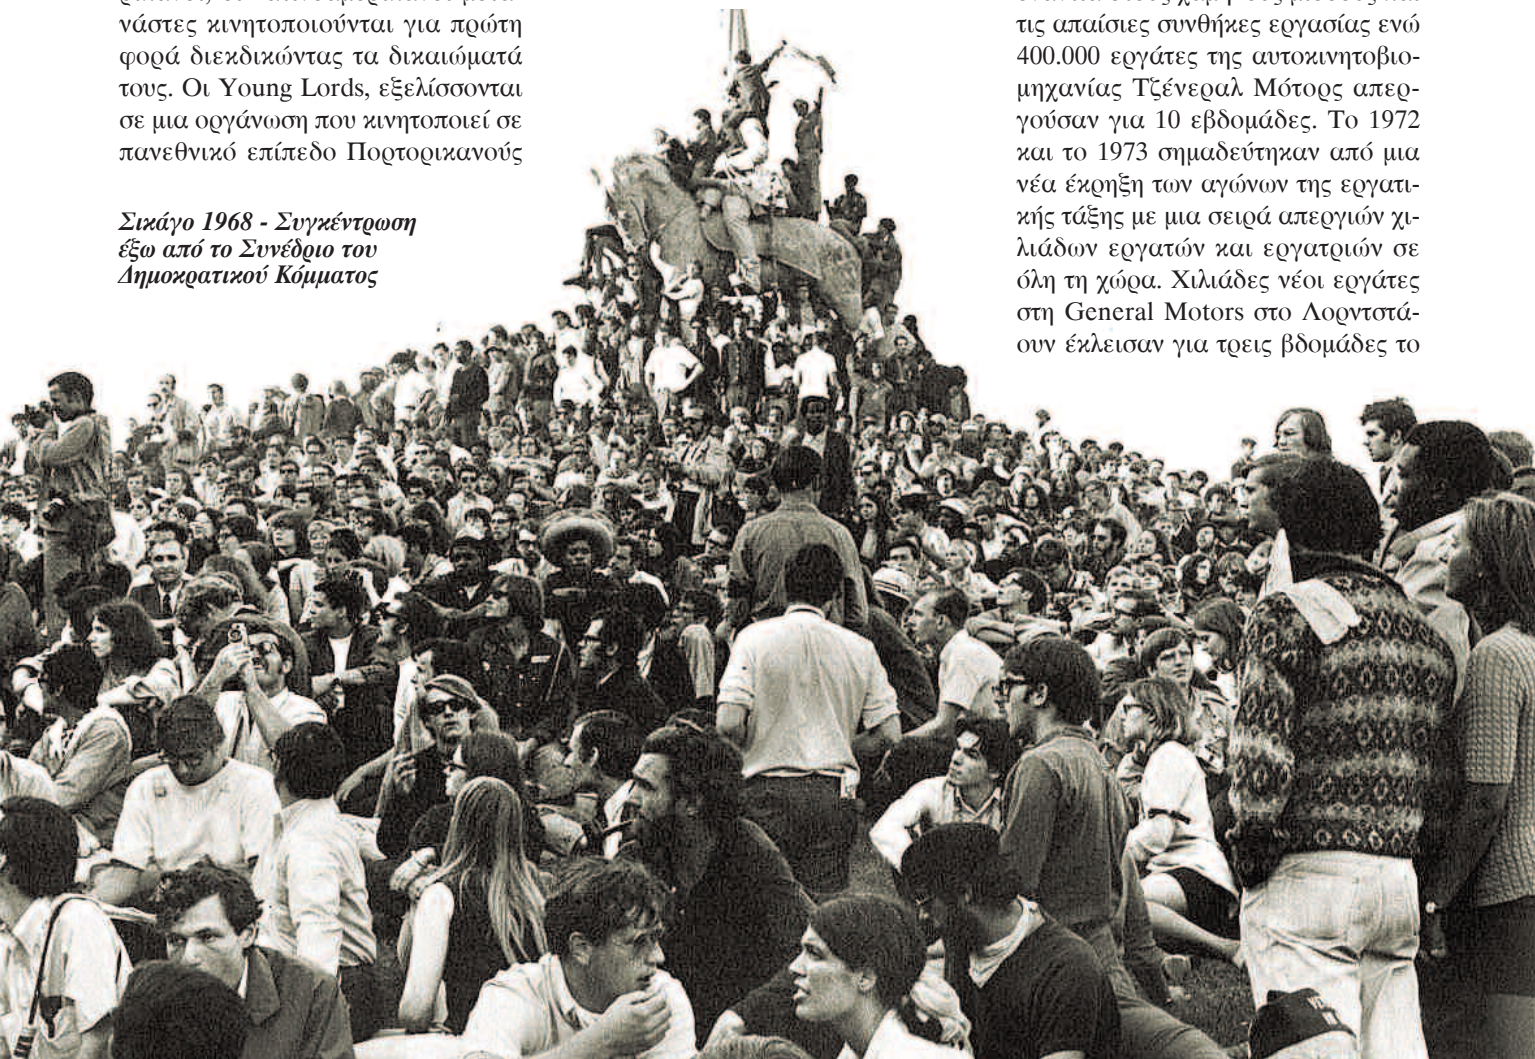 νάστες κινητοποιούνται για πρώτη
φορά διεκδικώντας τα δικαιώματά
τους. Οι Young Lords, εξελίσσονται
σε μια οργάνωση που κινητοποιεί σε
πανεθνικό επίπεδο Πορτορικανούς
Σικάγο 1968 - Συγκέντρωση
έξω από το Συνέδριο του
Δημοκρατικού Κόμματος
τις απαίσιες συνθήκες εργασίας ενώ
400.000 εργάτες της αυτοκινητοβιο-
μηχανίας Τζένεραλ Μότορς απερ-
γούσαν για 10 εβδομάδες. Το 1972
και το 1973 σημαδεύτηκαν από μια
νέα έκρηξη των αγώνων της εργατι-
κής τάξης με μια σειρά απεργιών χι-
λιάδων εργατών και εργατριών σε
όλη τη χώρα. Χιλιάδες νέοι εργάτες
στη General Motors στο Λορντστά-
ουν έκλεισαν για τρεις βδομάδες το